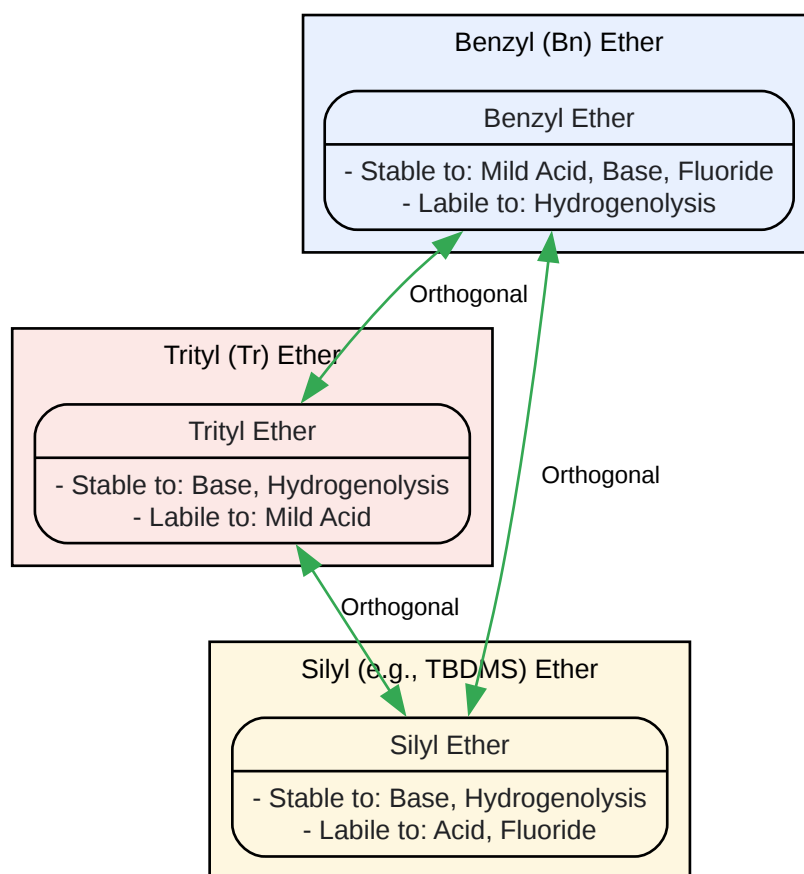 Benzyl (Bn) Ether
Benzyl Ether
- Stable to: Mild Acid, Base, Fluoride
- Labile to: Hydrogenolysis
Orthogonal
Trityl (Tr) Ether
Trityl Ether
- Stable to: Base, Hydrogenolysis
- Labile to: Mild Acid
Orthogonal
Orthogonal
Silyl (e.g., TBDMS) Ether
Silyl Ether
- Stable to: Base, Hydrogenolysis
- Labile to: Acid, Fluoride